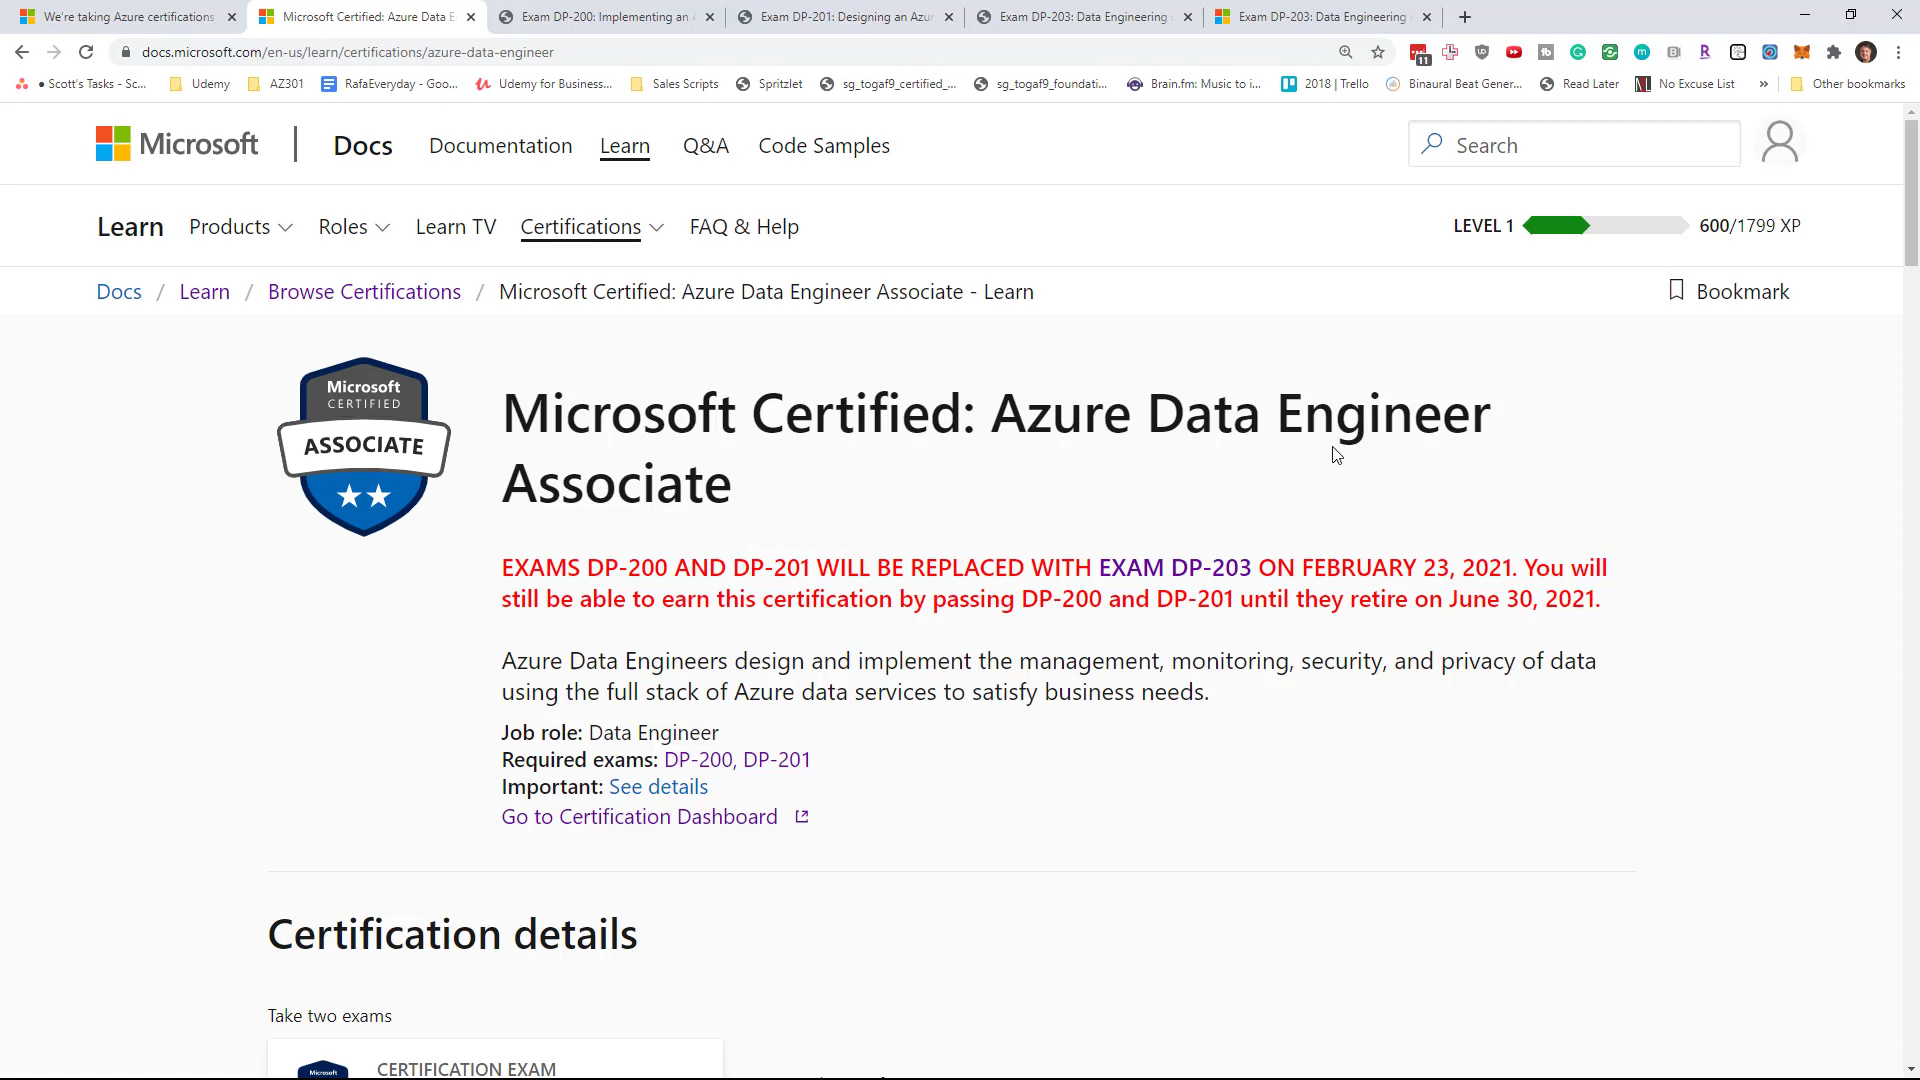 We're taking Azure certifications
Microsoft Certified: Azure Data E
Exam DP-200: Implementing an
Exam DP-201: Designing an Azur
Exam DP-203: Data Engineering
Exam DP-203: Data Engineering
docs.microsoft.com/en-us/learn/certifications/azure-data-engineer
11
• Scott's Tasks - Sc...
Udemy
AZ301
RafaEveryday - Goo...
Udemy for Business...
Sales Scripts
Spritzlet
sg_togaf9_certified_...
sg_togaf9_foundati...
Brain.fm: Music to i...
2018 | Trello
Binaural Beat Gener...
Read Later
No Excuse List
»
Other bookmarks
Microsoft
Docs
Documentation
Learn
Q&A
Code Samples
Search
Learn
Products
Roles
Learn TV
Certifications
FAQ & Help
LEVEL 1
600/1799 XP
Docs / Learn / Browse Certifications / Microsoft Certified: Azure Data Engineer Associate - Learn
Bookmark
Microsoft
CERTIFIED
ASSOCIATE
Microsoft Certified: Azure Data Engineer
Associate
EXAMS DP-200 AND DP-201 WILL BE REPLACED WITH EXAM DP-203 ON FEBRUARY 23, 2021. You will
still be able to earn this certification by passing DP-200 and DP-201 until they retire on June 30, 2021.
Azure Data Engineers design and implement the management, monitoring, security, and privacy of data
using the full stack of Azure data services to satisfy business needs.
Job role: Data Engineer
Required exams: DP-200, DP-201
Important: See details
Go to Certification Dashboard
Certification details
Take two exams
Microsoft
CERTIFICATION EXAM